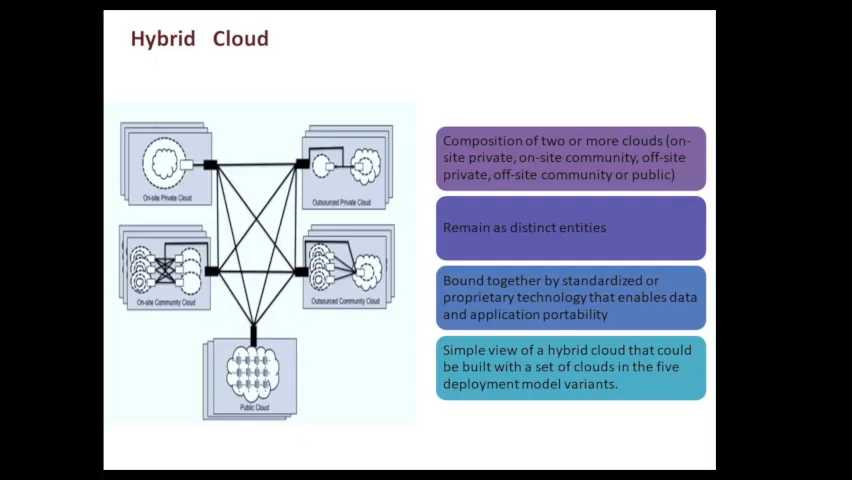 Hybrid Cloud
On-site Private Cloud
Outsourced Private Cloud
On-site Community Cloud
Outsourced Community Cloud
Public Cloud
Composition of two or more clouds (on-
site private, on-site community, off-site
private, off-site community or public)
Remain as distinct entities
Bound together by standardized or
proprietary technology that enables data
and application portability
Simple view of a hybrid cloud that could
be built with a set of clouds in the five
deployment model variants.